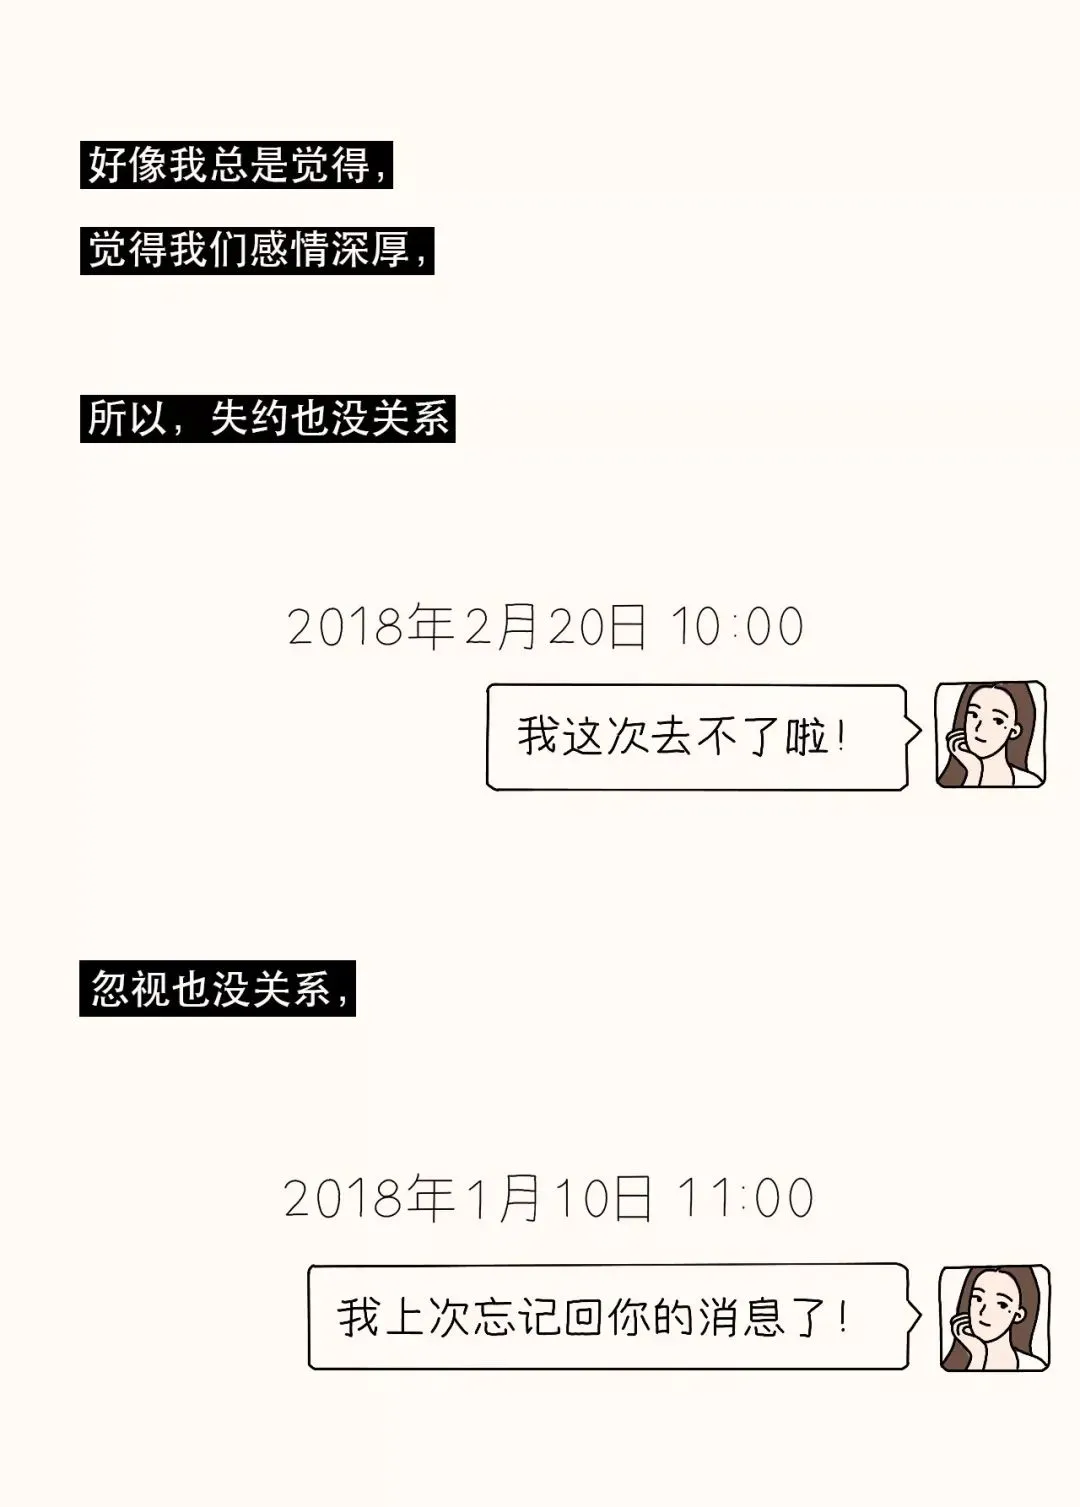 好像我总是觉得,
觉得我们感情深厚,
所以，失约也没关系
2018年2月20日 10:00
我这次去不了啦!
忽视也没关系,
2018年1月10日 11:00
我上次忘记回你的消息了!